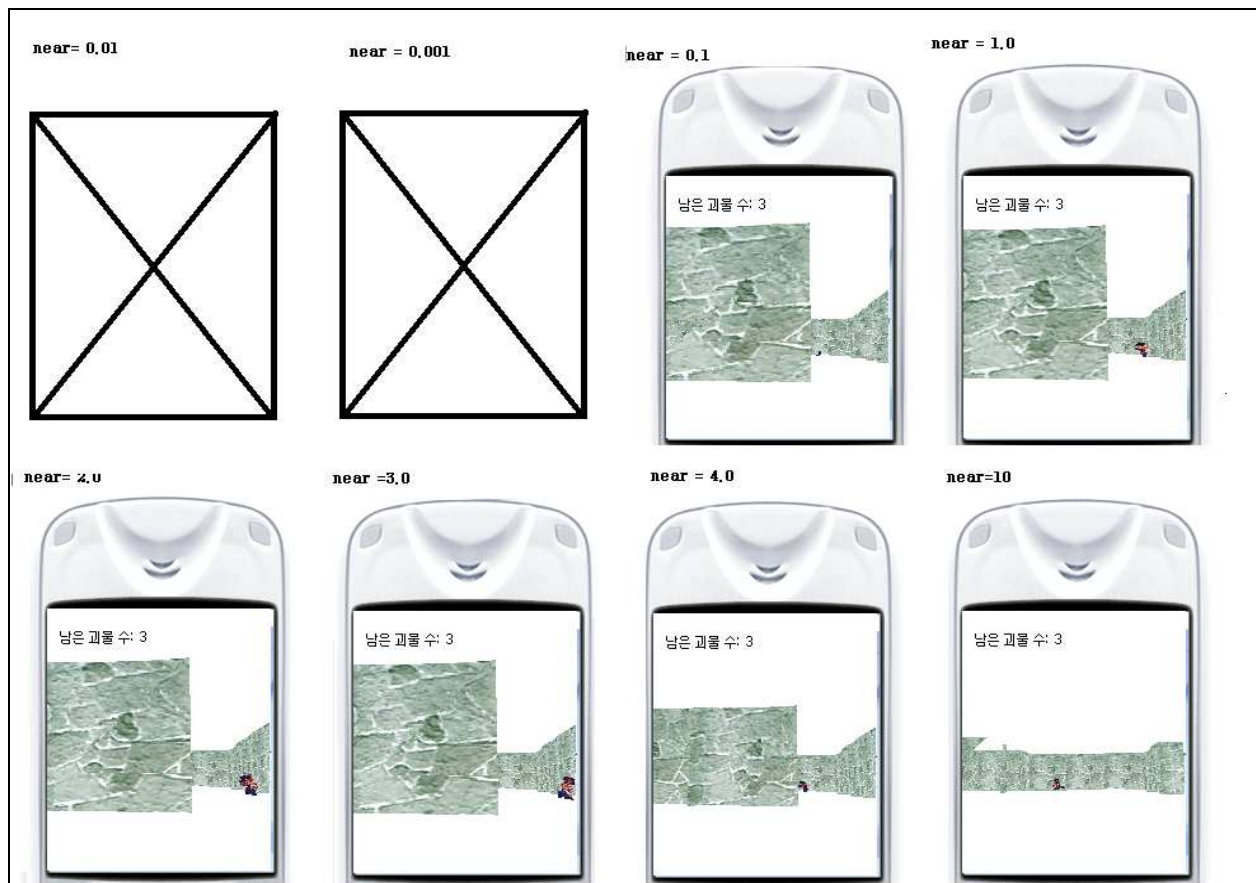 near= 0.01
near = 0.001
near = 0.1
near = 1.0
남은 괴물 수: 3
남은 괴물 수: 3
near= 2.0
near =3.0
near = 4.0
near=10
남은 괴물 수: 3
남은 괴물 수: 3
남은 괴물 수: 3
남은 괴물 수: 3